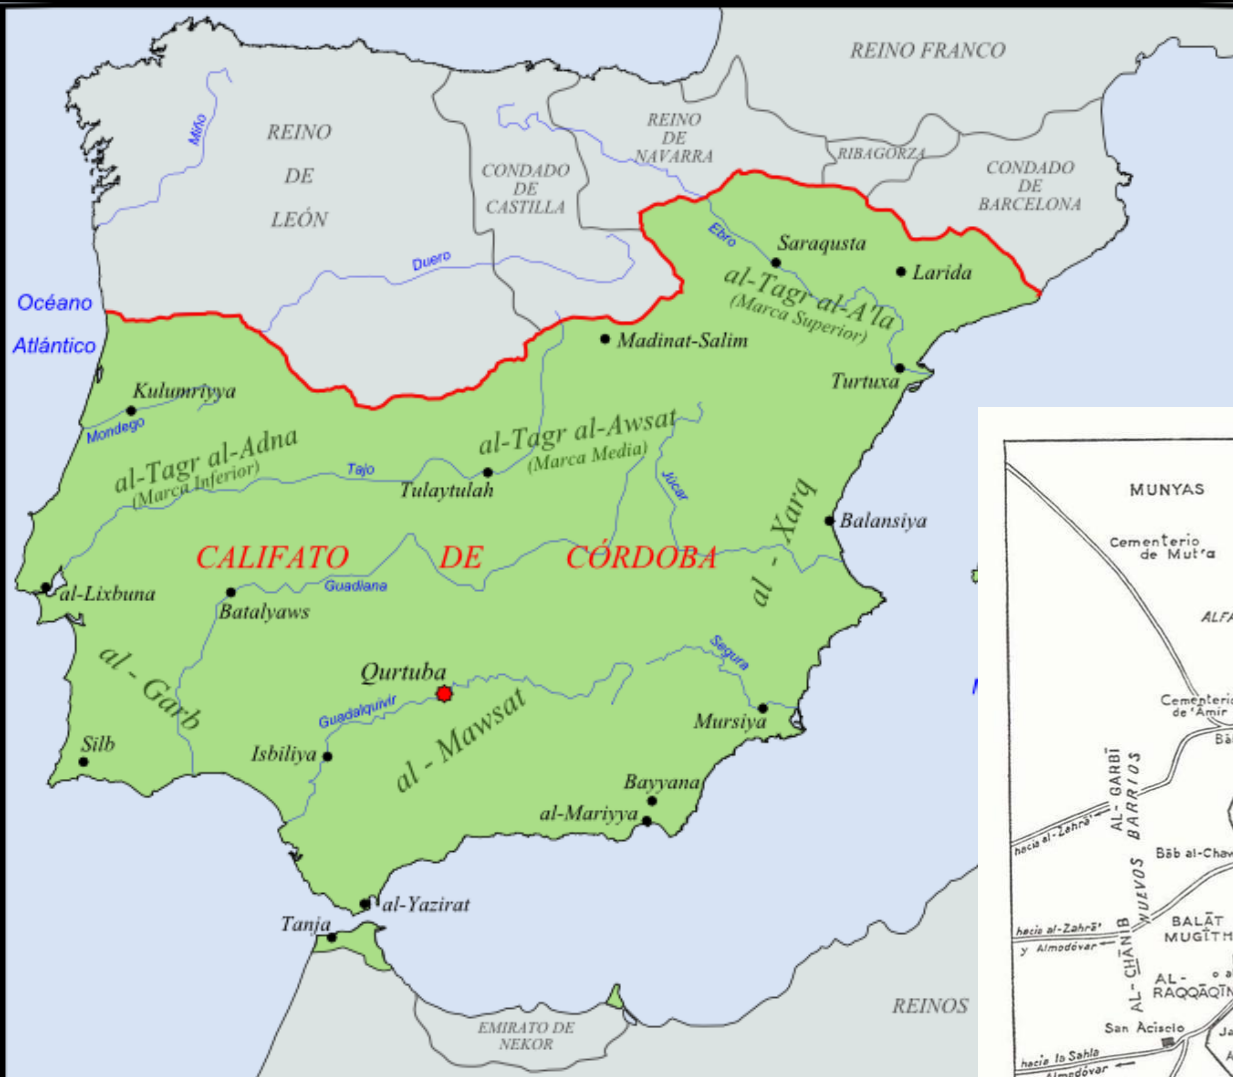 REINO FRANCO
REINO
DE
LEÓN
Miño
CONDADO
DE
CASTILLA
REINO
DE
NAVARRA
RIBAGORZA
CONDADO
DE
BARCELONA
Duero
Ebro
Saraqusta
Larida
al-Tagr al-A'la
(Marca Superior)
Océano
Atlántico
Madinat-Salim
Turtuxa
Kulumriyya
Mondego
al-Tagr al-Adna
(Marca Inferior)
al-Tagr al-Awsat
(Marca Media)
Tajo
Tulaytulah
Júcar
al - Xarq
Balansiya
CALIFATO DE CÓRDOBA
al-Lixbuna
Batalyaws
Guadiana
al - Garb
Qurtuba
Guadalquivir
Segura
Mursiya
al - Mawsat
Silb
Isbiliya
Bayyana
al-Mariyya
al-Yazirat
Tanja
EMIRATO DE
NEKOR
REINOS
MUNYAS
Cementerio
de Mut'a
ALFA
Cementerio
de 'Amir
Bāb
AL-GARBĪ
NUEVOS BARRIOS
hacia al-Zahrā'
Bāb al-Chaw
hacia al-Zahrā'
y Almodóvar
AL-CHĀNIB
BALĀT
MUGĪTH
AL-
RAQQĀQĪN
o al
San Acisclo
hacia la Sahla
Almodóvar